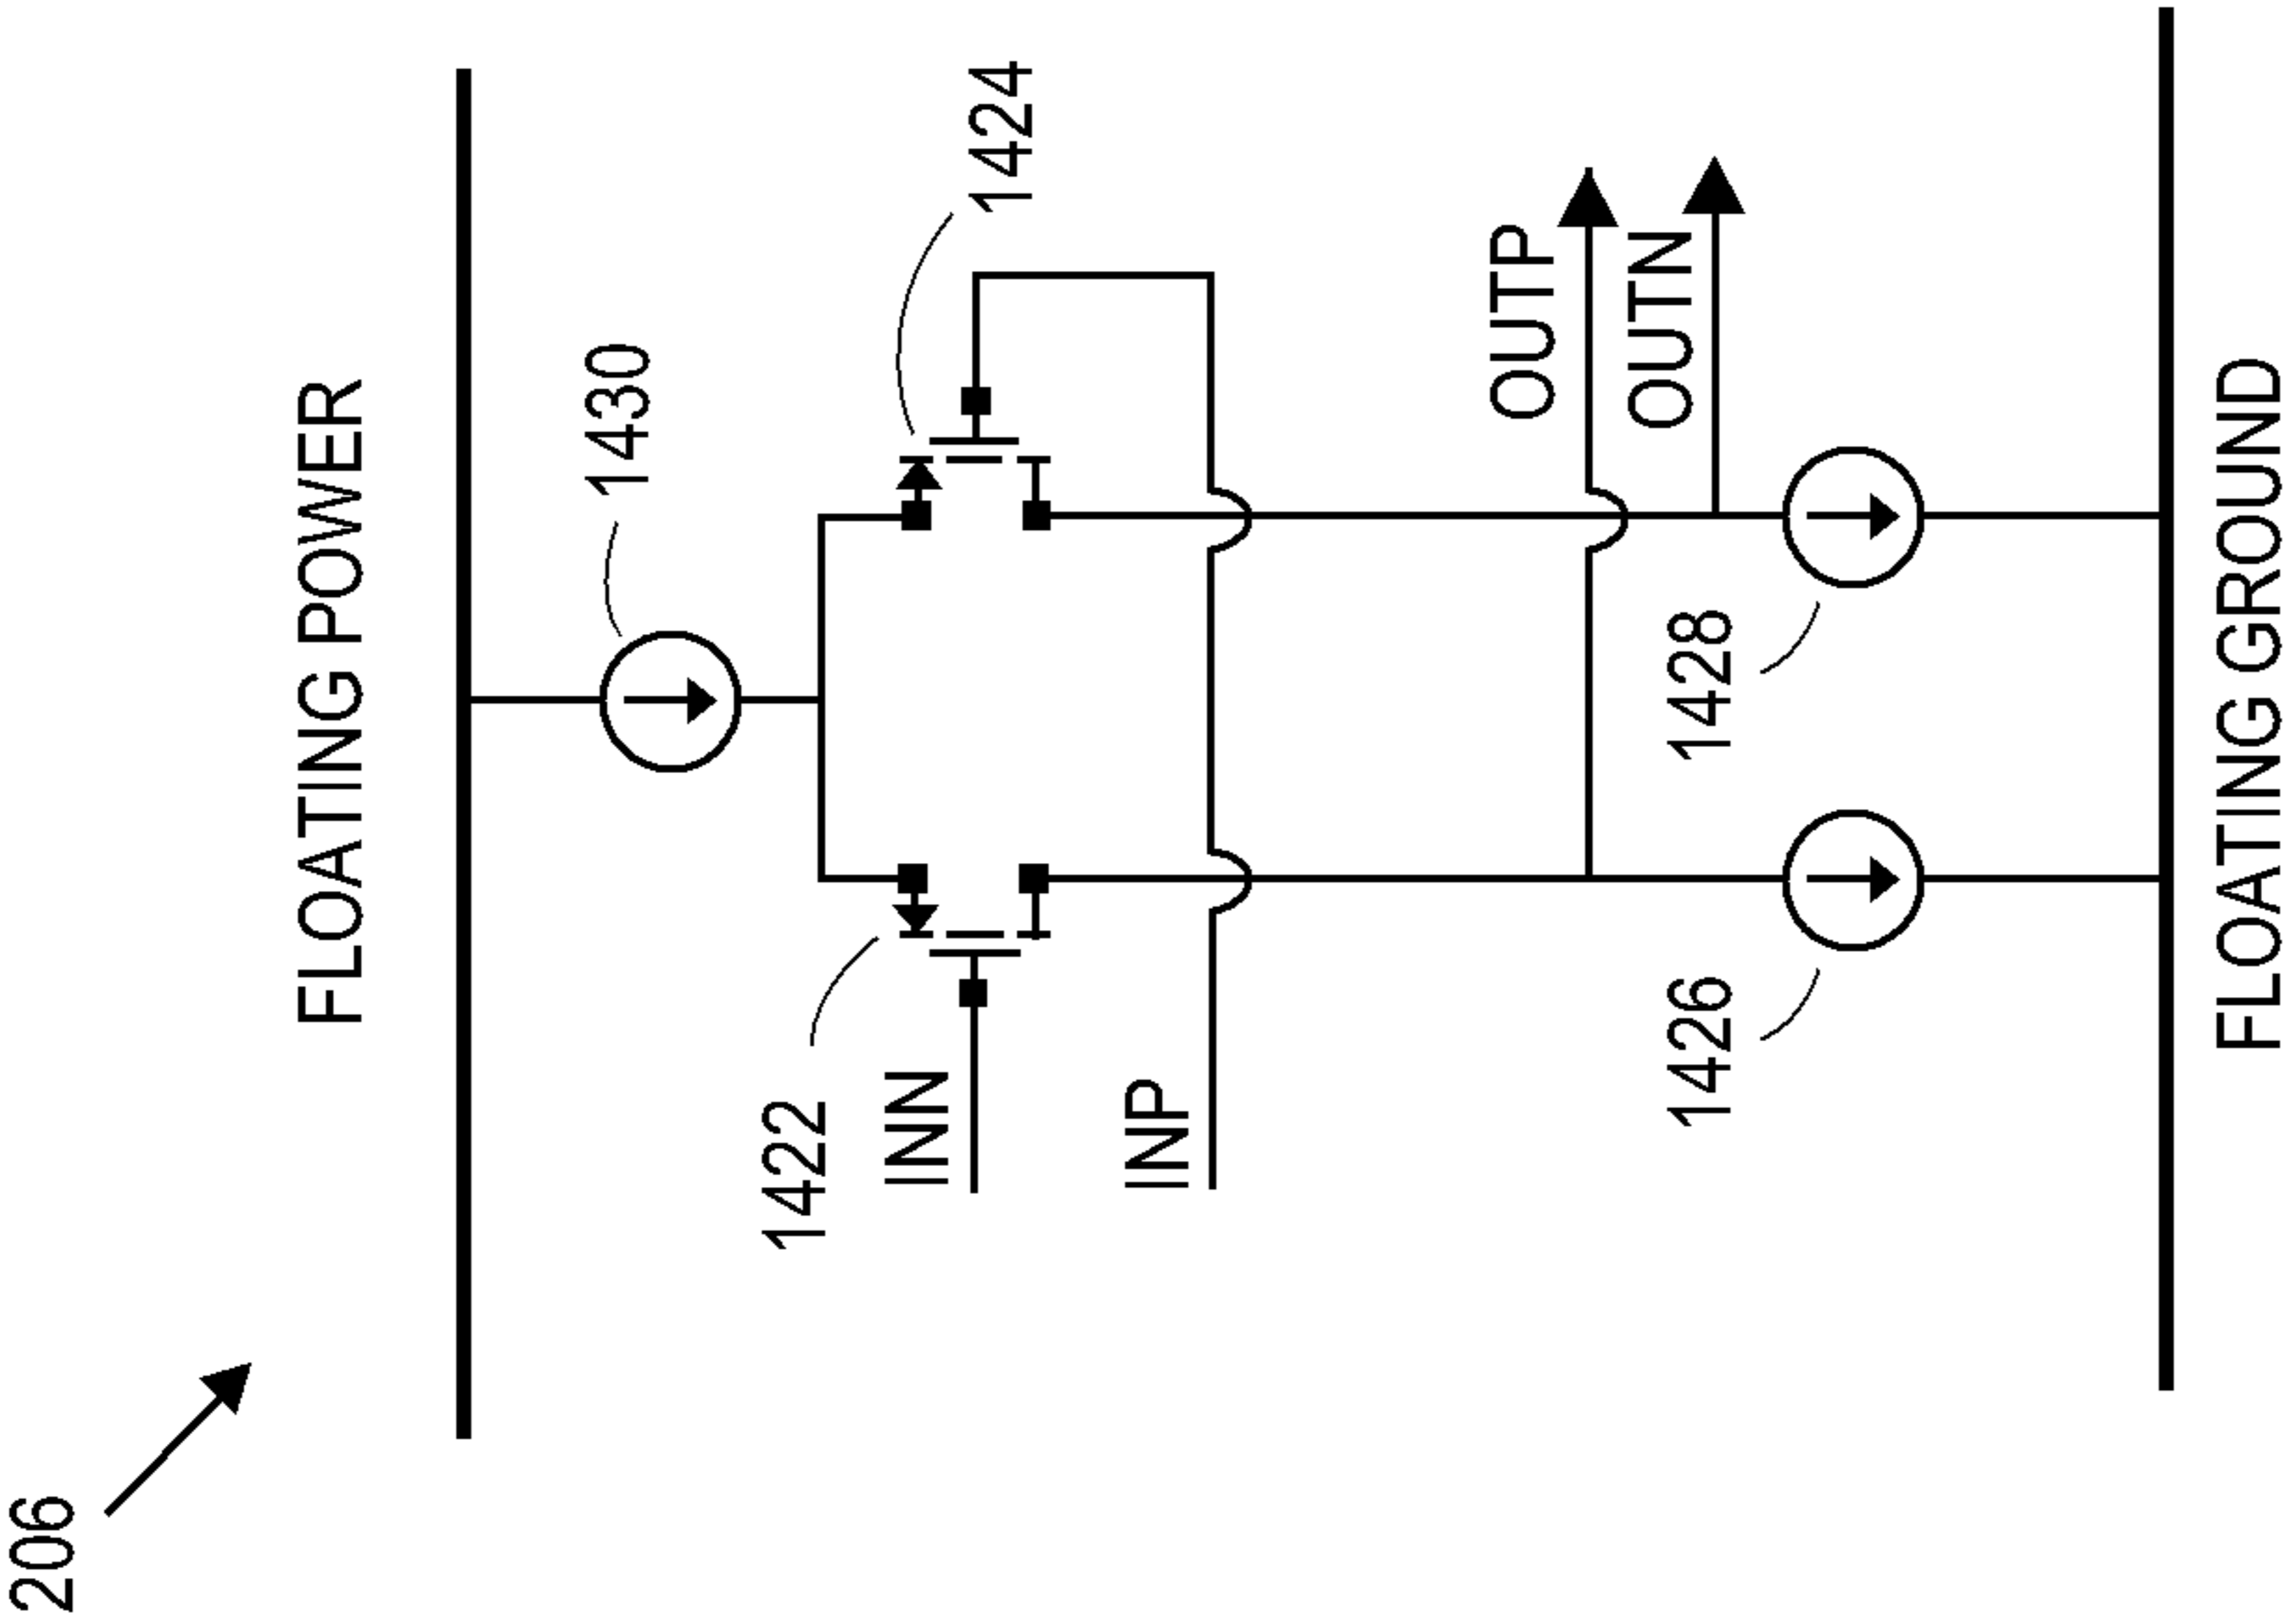 206
FLOATING POWER
1430
1424
1422
INN
INP
OUTP
OUTN
1428
1426
FLOATING GROUND